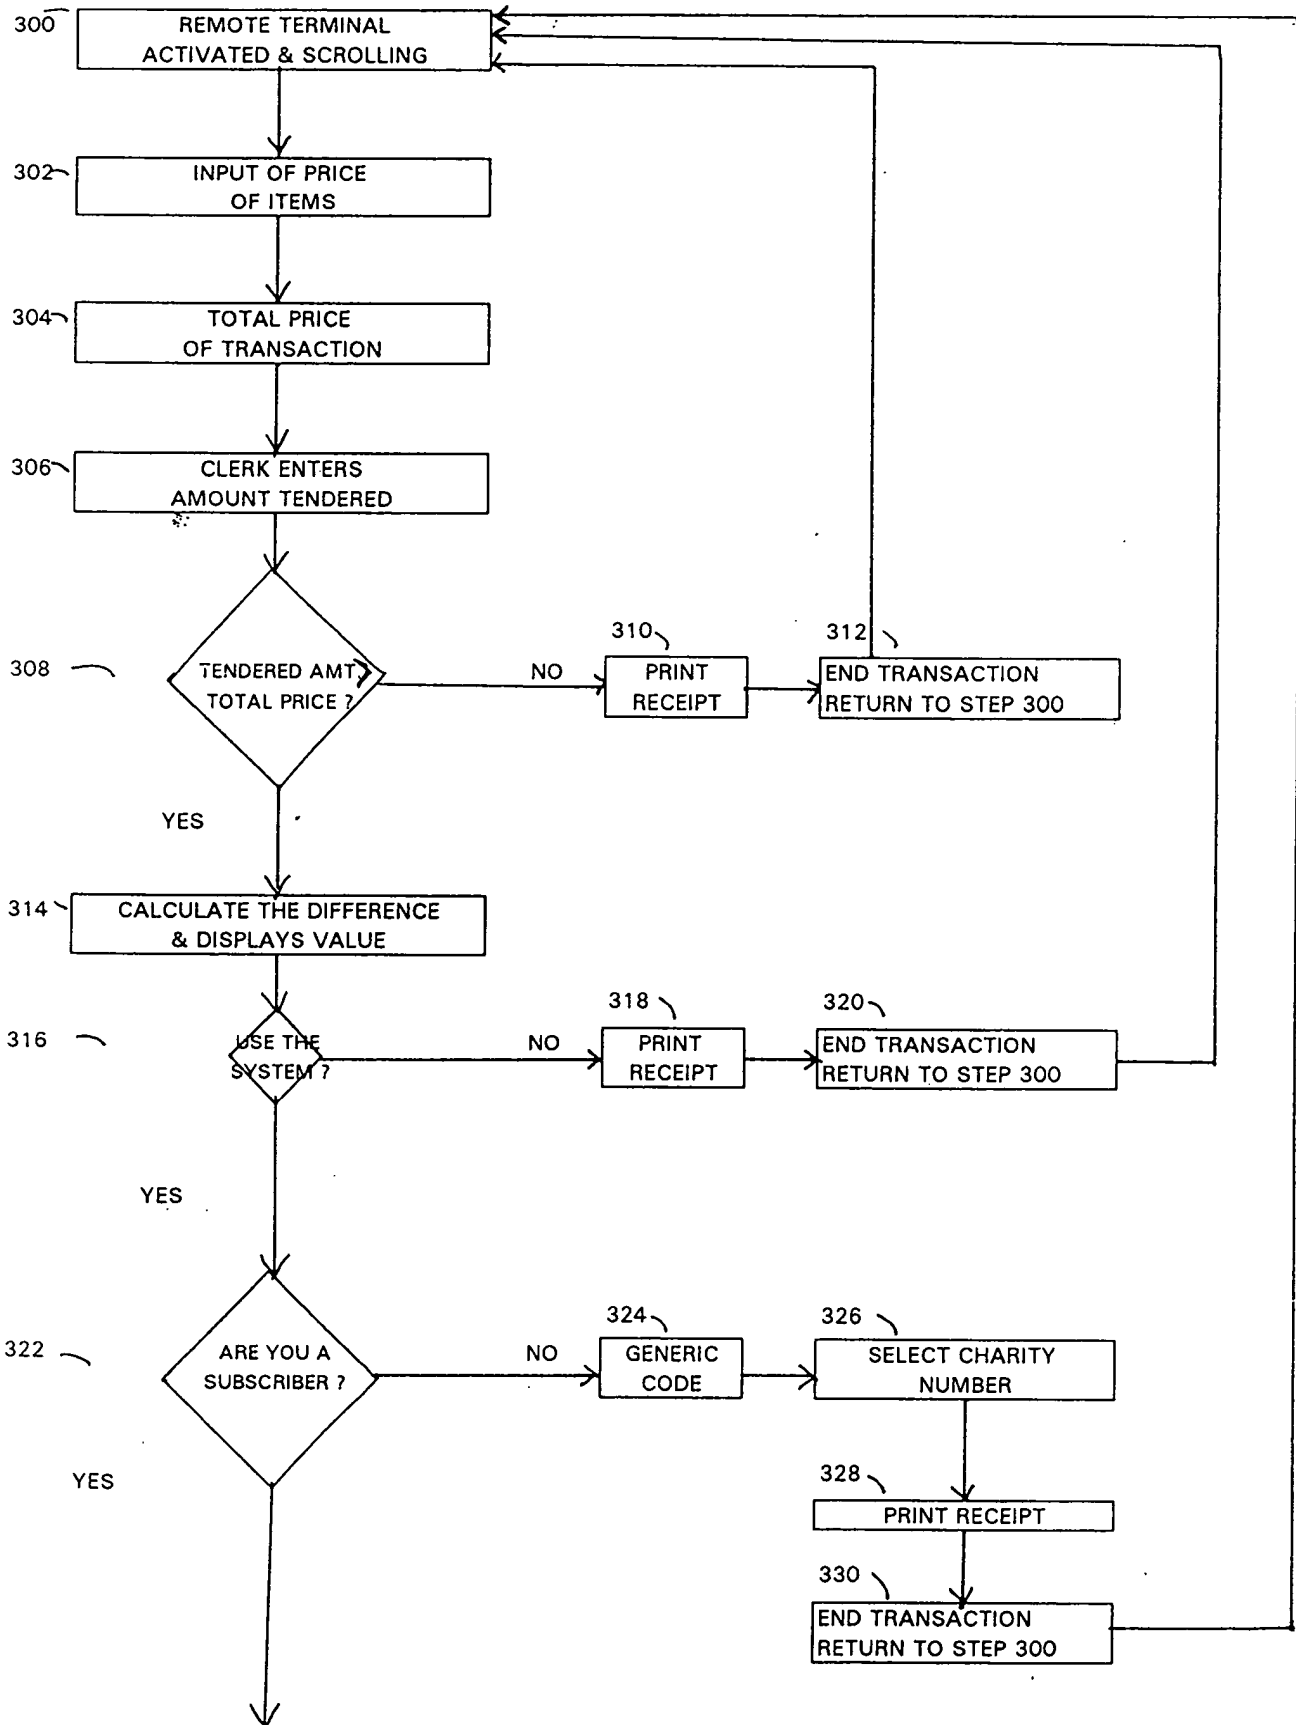 300
REMOTE TERMINAL
ACTIVATED & SCROLLING
302
INPUT OF PRICE
OF ITEMS
304
TOTAL PRICE
OF TRANSACTION
306
CLERK ENTERS
AMOUNT TENDERED
308
TENDERED AMT >
TOTAL PRICE ?
NO
310
PRINT
RECEIPT
312
END TRANSACTION
RETURN TO STEP 300
YES
314
CALCULATE THE DIFFERENCE
& DISPLAYS VALUE
316
USE THE
SYSTEM ?
NO
318
PRINT
RECEIPT
320
END TRANSACTION
RETURN TO STEP 300
YES
322
ARE YOU A
SUBSCRIBER ?
NO
324
GENERIC
CODE
326
SELECT CHARITY
NUMBER
YES
328
PRINT RECEIPT
330
END TRANSACTION
RETURN TO STEP 300